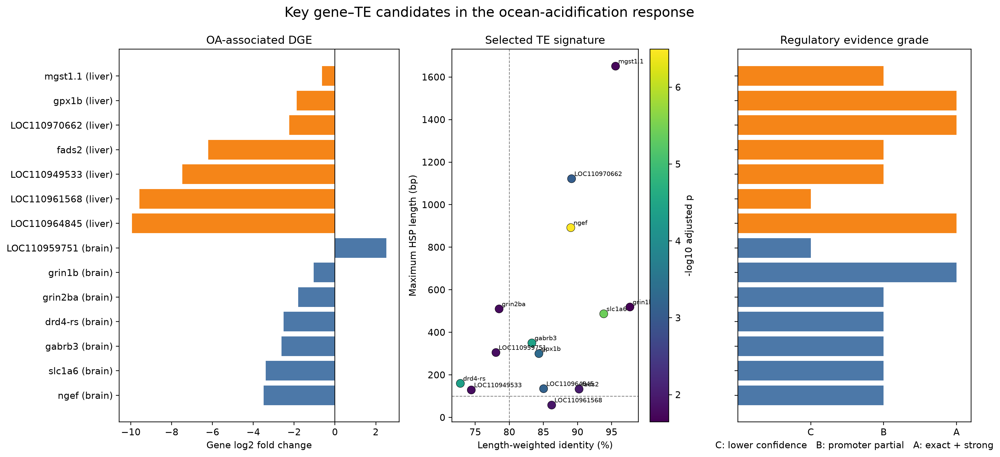 Key gene–TE candidates in the ocean-acidification response
OA-associated DGE
mgst1.1 (liver)
gpx1b (liver)
LOC110970662 (liver)
fads2 (liver)
LOC110949533 (liver)
LOC110961568 (liver)
LOC110964845 (liver)
LOC110959751 (brain)
grin1b (brain)
grin2ba (brain)
drd4-rs (brain)
gabrb3 (brain)
slc1a6 (brain)
ngef (brain)
−10 −8 −6 −4 −2 0 2
Gene log2 fold change
Selected TE signature
Maximum HSP length (bp)
1600
1400
1200
1000
800
600
400
200
0
mgst1.1
LOC110970662
ngef
grin2ba
grin1
slc1a6
gabrb3
LOC110959751
gpx1b
drd4-rs
LOC110949533
LOC110964845
fads2
LOC110961568
75 80 85 90 95
Length-weighted identity (%)
6
5
4
3
2
-log10 adjusted p
Regulatory evidence grade
C B A
C: lower confidence B: promoter partial A: exact + strong